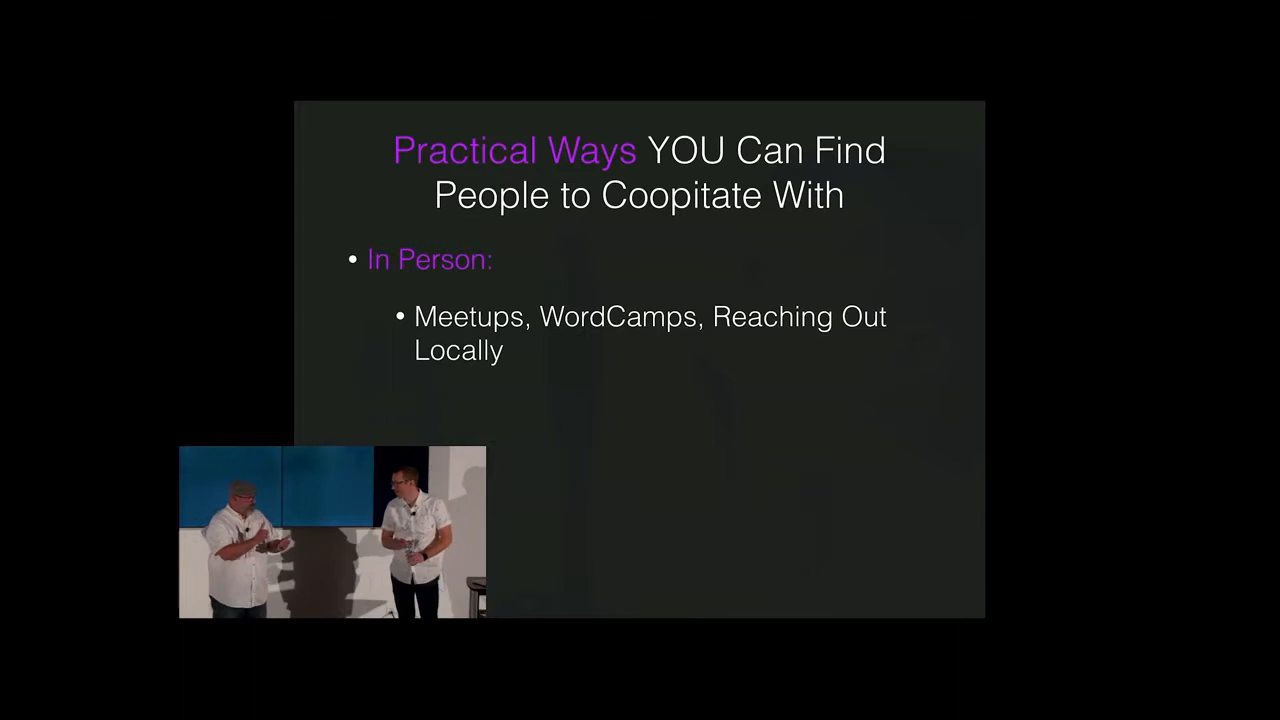 Practical Ways YOU Can Find
People to Coopitate With
• In Person:
• Meetups, WordCamps, Reaching Out
Locally